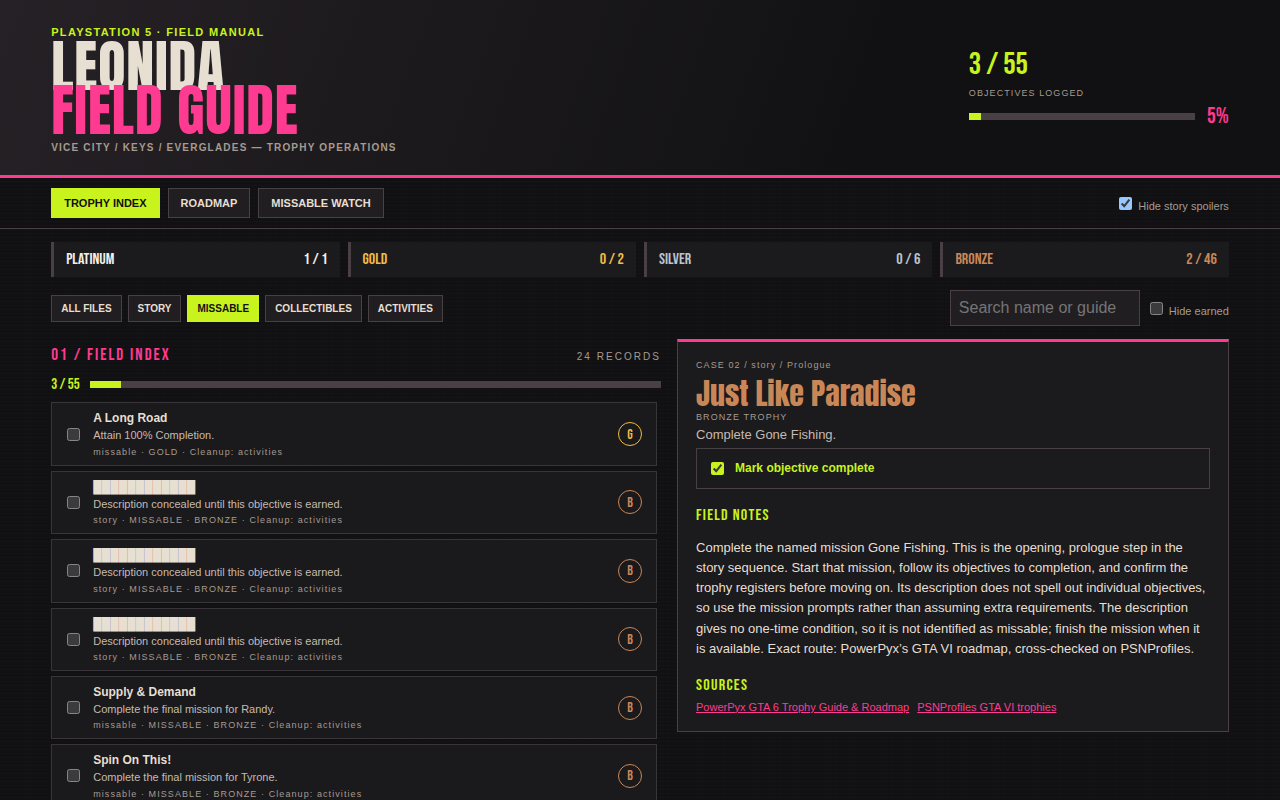 PLAYSTATION 5 · FIELD MANUAL
LEONIDA
FIELD GUIDE
VICE CITY / KEYS / EVERGLADES — TROPHY OPERATIONS
3 / 55
OBJECTIVES LOGGED
5%
TROPHY INDEX
ROADMAP
MISSABLE WATCH
Hide story spoilers
PLATINUM 1 / 1
GOLD 0 / 2
SILVER 0 / 6
BRONZE 2 / 46
ALL FILES
STORY
MISSABLE
COLLECTIBLES
ACTIVITIES
Search name or guide
Hide earned
01 / FIELD INDEX
24 RECORDS
3 / 55
A Long Road
Attain 100% Completion.
missable · GOLD · Cleanup: activities
G
Description concealed until this objective is earned.
story · MISSABLE · BRONZE · Cleanup: activities
B
Description concealed until this objective is earned.
story · MISSABLE · BRONZE · Cleanup: activities
B
Description concealed until this objective is earned.
story · MISSABLE · BRONZE · Cleanup: activities
B
Supply & Demand
Complete the final mission for Randy.
missable · MISSABLE · BRONZE · Cleanup: activities
B
Spin On This!
Complete the final mission for Tyrone.
missable · MISSABLE · BRONZE · Cleanup: activities
B
CASE 02 / story / Prologue
Just Like Paradise
BRONZE TROPHY
Complete Gone Fishing.
Mark objective complete
FIELD NOTES
Complete the named mission Gone Fishing. This is the opening, prologue step in the
story sequence. Start that mission, follow its objectives to completion, and confirm the
trophy registers before moving on. Its description does not spell out individual objectives,
so use the mission prompts rather than assuming extra requirements. The description
gives no one-time condition, so it is not identified as missable; finish the mission when it
is available. Exact route: PowerPyx's GTA VI roadmap, cross-checked on PSNProfiles.
SOURCES
PowerPyx GTA 6 Trophy Guide & Roadmap PSNProfiles GTA VI trophies